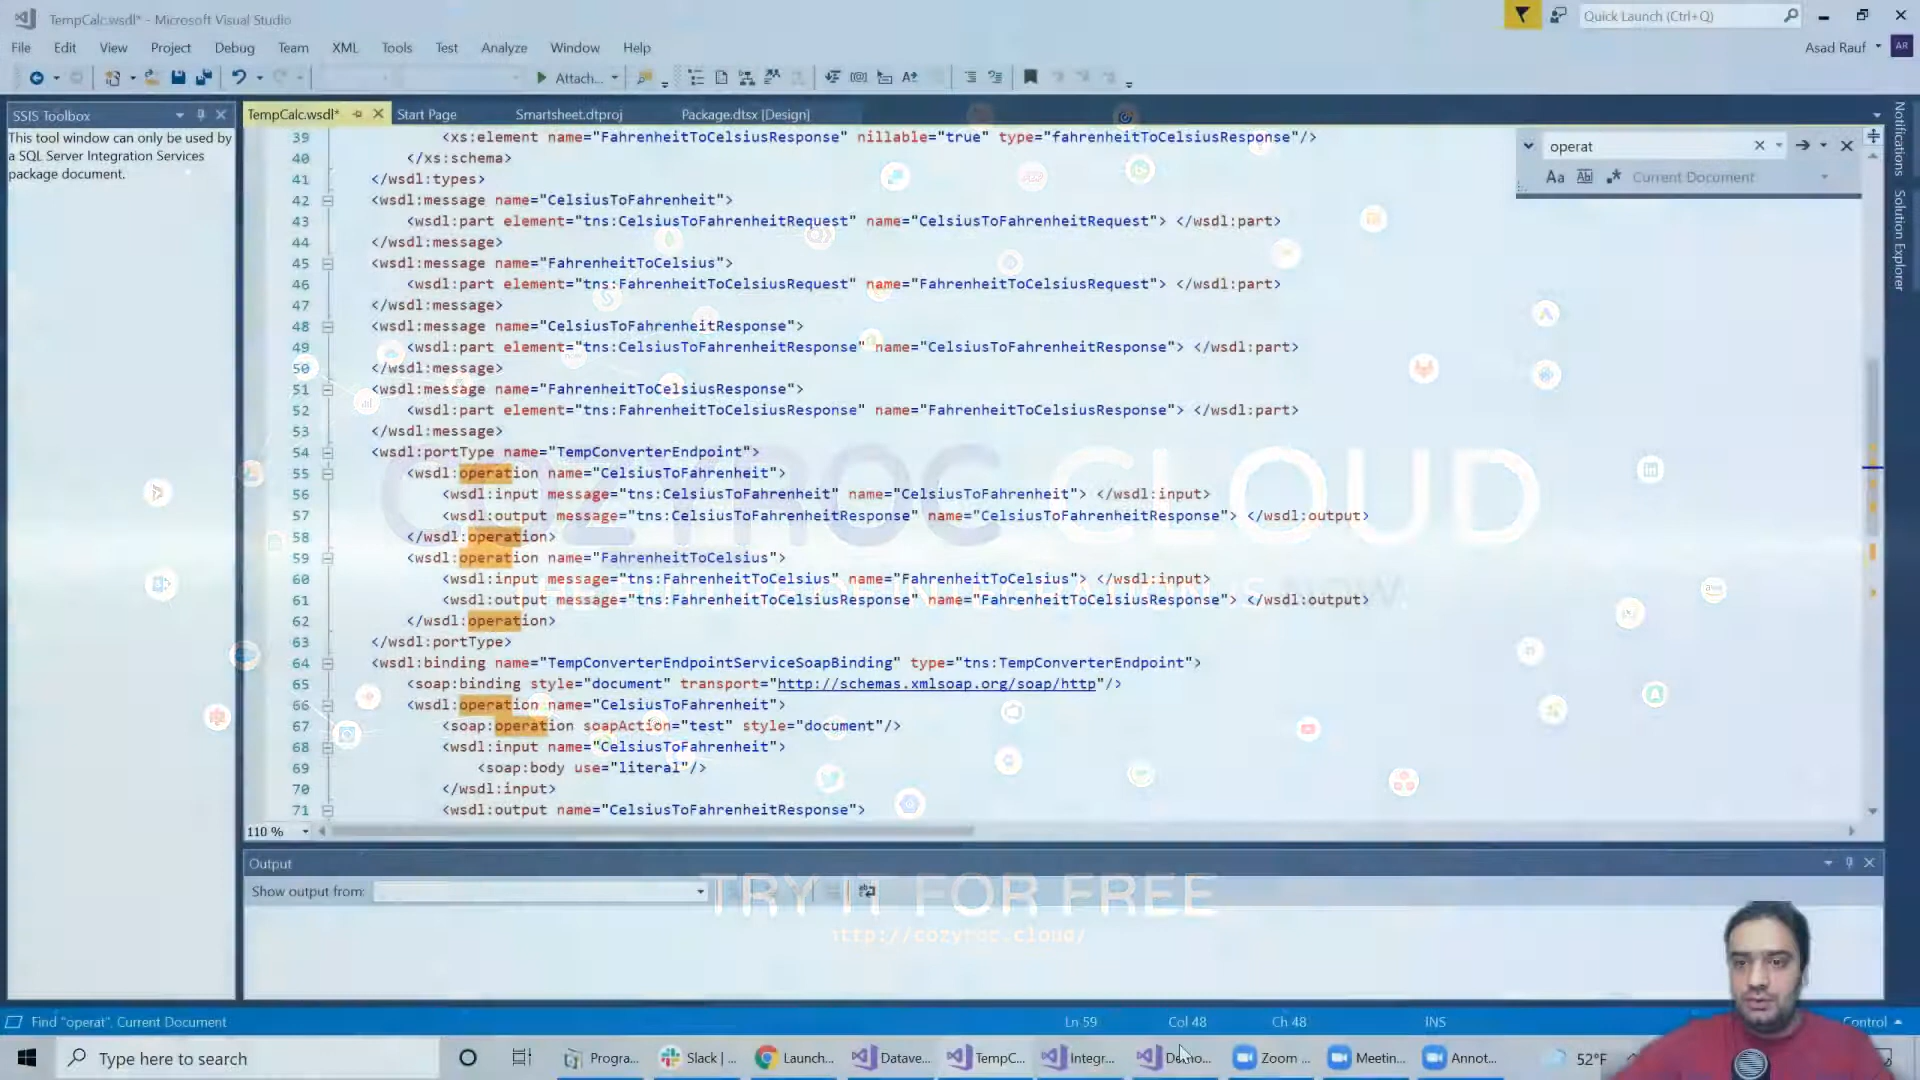 TempCalc.wsdl* - Microsoft Visual Studio
Quick Launch (Ctrl+Q)
File Edit View Project Debug Team XML Tools Test Analyze Window Help
Asad Rauf AR
Attach...
SSIS Toolbox
This tool window can only be used by
a SQL Server Integration Services
package document.
TempCalc.wsdl* Start Page Smartsheet.dtproj Package.dtsx [Design]
39 <xs:element name="FahrenheitToCelsiusResponse" nillable="true" type="fahrenheitToCelsiusResponse"/>
40 </xs:schema>
41 </wsdl:types>
42 <wsdl:message name="CelsiusToFahrenheit">
43 <wsdl:part element="tns:CelsiusToFahrenheitRequest" name="CelsiusToFahrenheitRequest"> </wsdl:part>
44 </wsdl:message>
45 <wsdl:message name="FahrenheitToCelsius">
46 <wsdl:part element="tns:FahrenheitToCelsiusRequest" name="FahrenheitToCelsiusRequest"> </wsdl:part>
47 </wsdl:message>
48 <wsdl:message name="CelsiusToFahrenheitResponse">
49 <wsdl:part element="tns:CelsiusToFahrenheitResponse" name="CelsiusToFahrenheitResponse"> </wsdl:part>
50 </wsdl:message>
51 <wsdl:message name="FahrenheitToCelsiusResponse">
52 <wsdl:part element="tns:FahrenheitToCelsiusResponse" name="FahrenheitToCelsiusResponse"> </wsdl:part>
53 </wsdl:message>
54 <wsdl:portType name="TempConverterEndpoint">
55 <wsdl:operation name="CelsiusToFahrenheit">
56 <wsdl:input message="tns:CelsiusToFahrenheit" name="CelsiusToFahrenheit"> </wsdl:input>
57 <wsdl:output message="tns:CelsiusToFahrenheitResponse" name="CelsiusToFahrenheitResponse"> </wsdl:output>
58 </wsdl:operation>
59 <wsdl:operation name="FahrenheitToCelsius">
60 <wsdl:input message="tns:FahrenheitToCelsius" name="FahrenheitToCelsius"> </wsdl:input>
61 <wsdl:output message="tns:FahrenheitToCelsiusResponse" name="FahrenheitToCelsiusResponse"> </wsdl:output>
62 </wsdl:operation>
63 </wsdl:portType>
64 <wsdl:binding name="TempConverterEndpointServiceSoapBinding" type="tns:TempConverterEndpoint">
65 <soap:binding style="document" transport="http://schemas.xmlsoap.org/soap/http"/>
66 <wsdl:operation name="CelsiusToFahrenheit">
67 <soap:operation soapAction="test" style="document"/>
68 <wsdl:input name="CelsiusToFahrenheit">
69 <soap:body use="literal"/>
70 </wsdl:input>
71 <wsdl:output name="CelsiusToFahrenheitResponse">
operat
Aa Current Document
Notifications
Solution Explorer
COZYROC CLOUD
110 %
Output
Show output from:
TRY IT FOR FREE
http://cozyroc.cloud/
Find "operat", Current Document
Ln 59 Col 48 Ch 48 INS Control
Type here to search
Progra... Slack | ... Launch... Datave... TempC... Integr... Demo... Zoom ... Meetin... Annot... 52°F